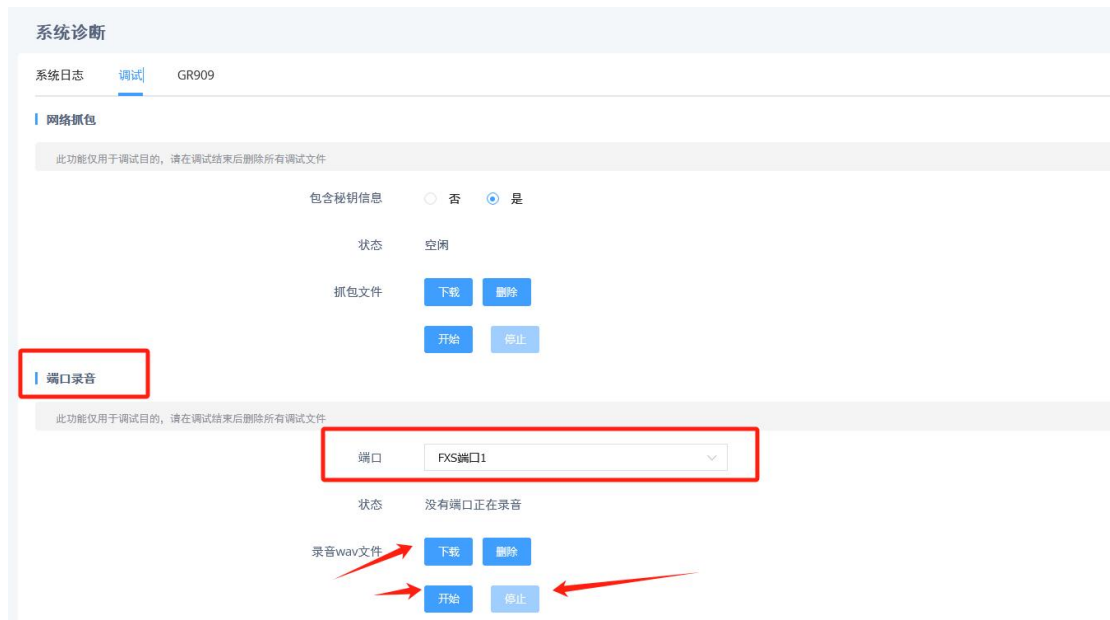 系统诊断
系统日志 调试 GR909
网络抓包
此功能仅用于调试目的，请在调试结束后删除所有调试文件
包含秘钥信息 否 是
状态 空闲
抓包文件 下载 删除
开始 停止
端口录音
此功能仅用于调试目的，请在调试结束后删除所有调试文件
端口 FXS端口1
状态 没有端口正在录音
录音wav文件 下载 删除
开始 停止